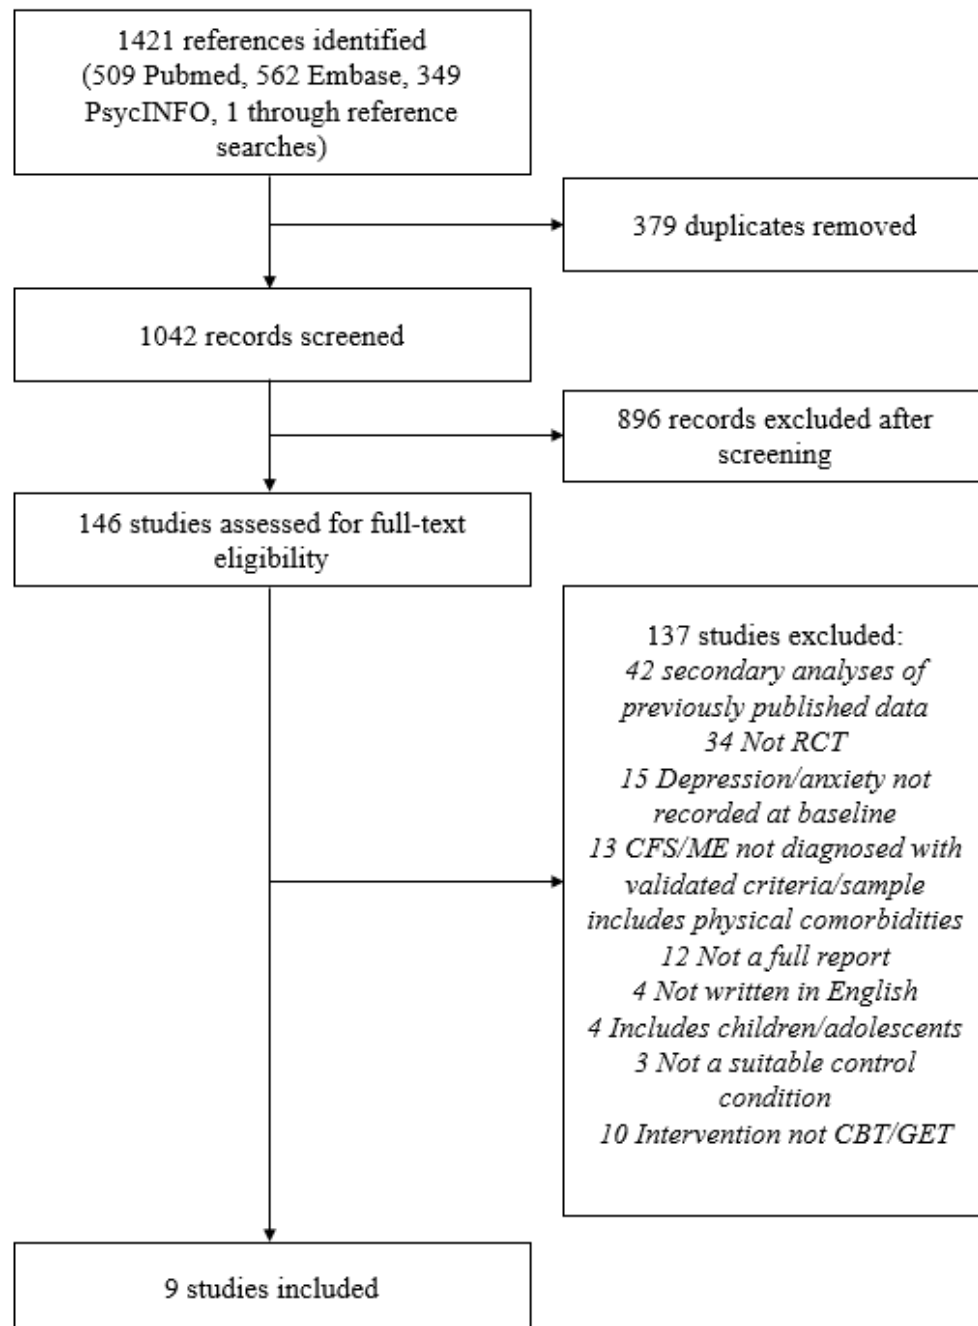 1421 references identified
(509 Pubmed, 562 Embase, 349
PsycINFO, 1 through reference
searches)
379 duplicates removed
1042 records screened
896 records excluded after
screening
146 studies assessed for full-text
eligibility
137 studies excluded:
42 secondary analyses of
previously published data
34 Not RCT
15 Depression/anxiety not
recorded at baseline
13 CFS/ME not diagnosed with
validated criteria/sample
includes physical comorbidities
12 Not a full report
4 Not written in English
4 Includes children/adolescents
3 Not a suitable control
condition
10 Intervention not CBT/GET
9 studies included